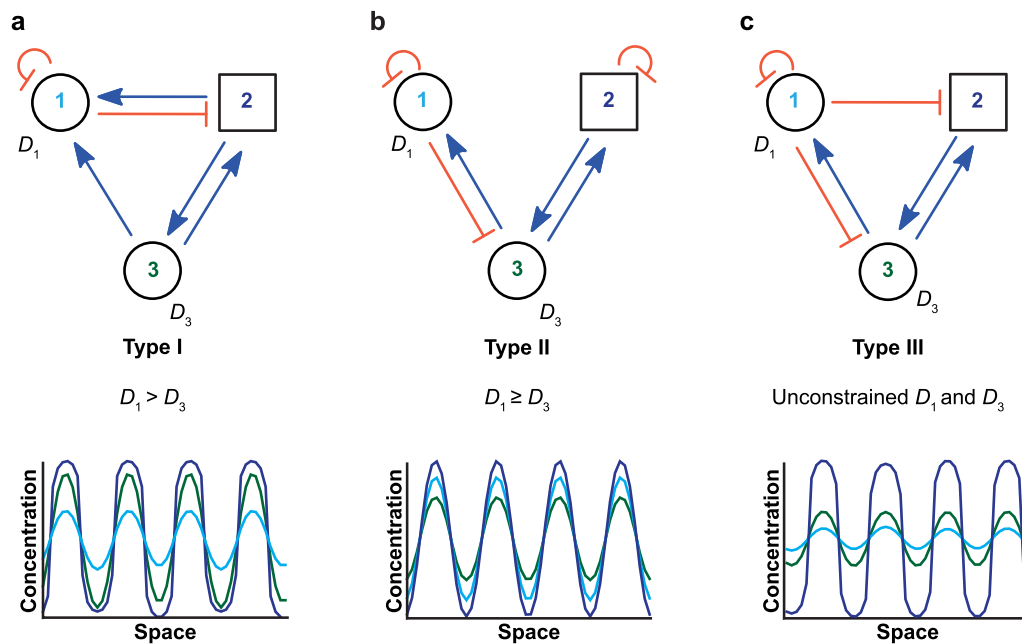 a
1
2
D1
3
D3
Type I
D1 > D3
Concentration
Space
b
1
2
D1
3
D3
Type II
D1 ≥ D3
Concentration
Space
c
1
2
D1
3
D3
Type III
Unconstrained D1 and D3
Concentration
Space